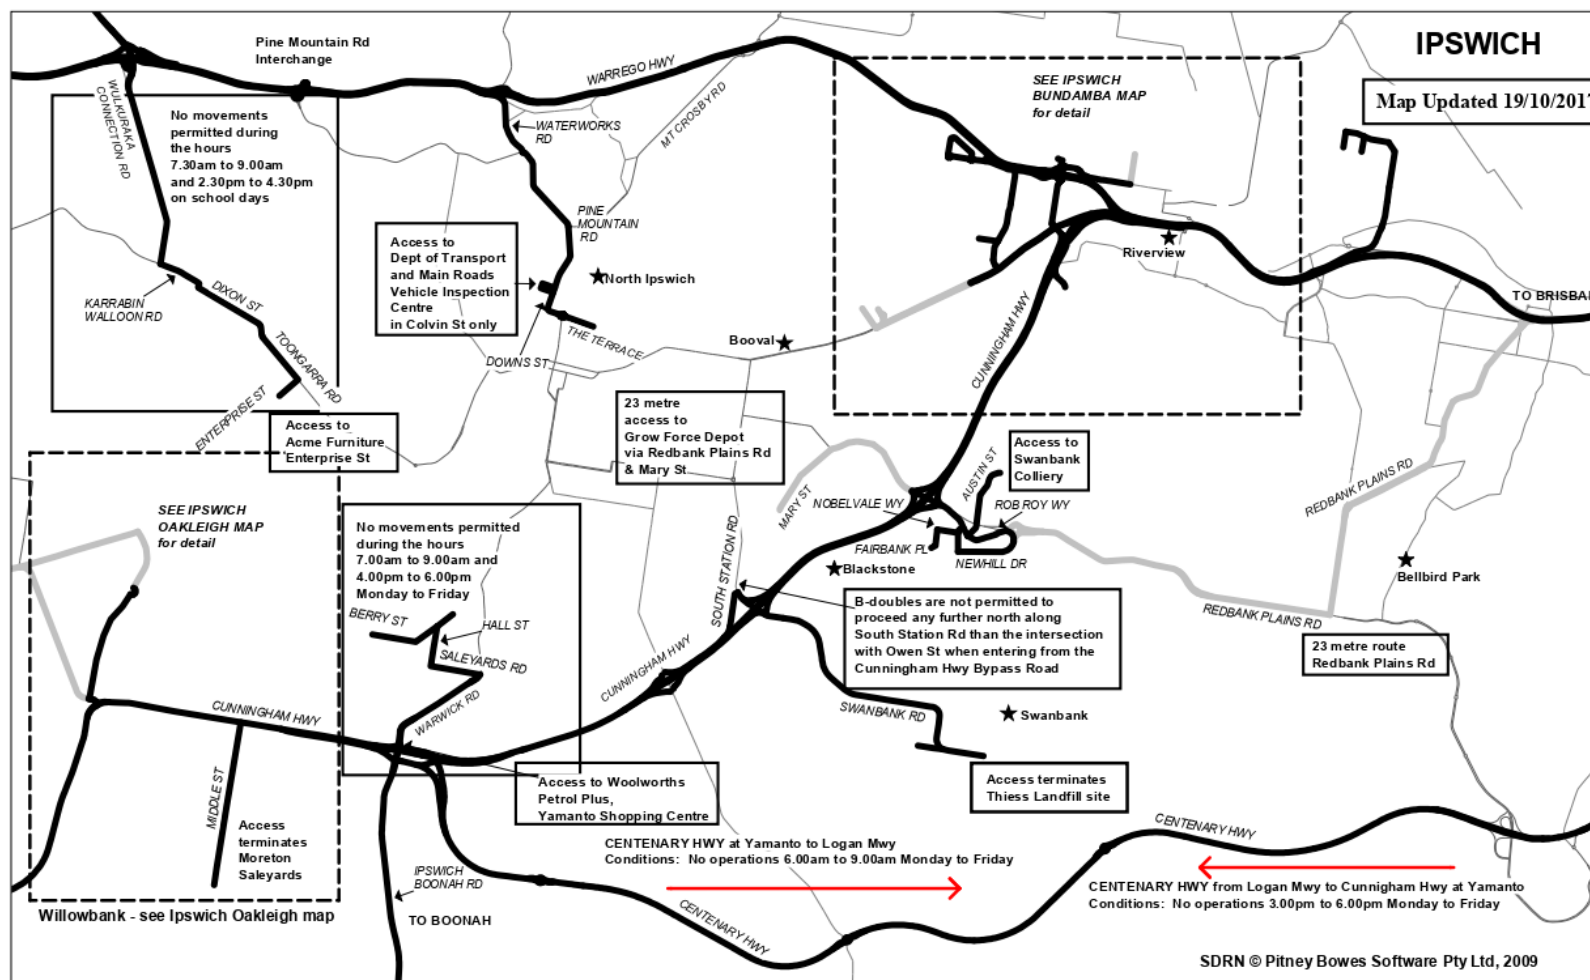 IPSWICH
Map Updated 19/10/2017
Pine Mountain Rd
Interchange
WARREGO HWY
MT CROSBY RD
SEE IPSWICH
BUNDAMBA MAP
for detail
WULKURAKA
CONNECTION RD
No movements
permitted during
the hours
7.30am to 9.00am
and 2.30pm to 4.30pm
on school days
WATERWORKS
RD
PINE
MOUNTAIN
RD
Access to
Dept of Transport
and Main Roads
Vehicle Inspection
Centre
in Colvin St only
North Ipswich
Riverview
KARRABIN
WALLOON RD
DIXON ST
TOONGARRA RD
ENTERPRISE ST
DOWNS ST
THE TERRACE
Booval
CUNNINGHAM HWY
TO BRISBAN
Access to
Acme Furniture
Enterprise St
23 metre
access to
Grow Force Depot
via Redbank Plains Rd
& Mary St
MARY ST
NOBELVALE WY
AUSTIN ST
Access to
Swanbank
Colliery
ROB ROY WY
REDBANK PLAINS RD
SEE IPSWICH
OAKLEIGH MAP
for detail
No movements permitted
during the hours
7.00am to 9.00am and
4.00pm to 6.00pm
Monday to Friday
BERRY ST
HALL ST
SALEYARDS RD
WARWICK RD
SOUTH STATION RD
FAIRBANK PL
NEWHILL DR
Blackstone
Bellbird Park
REDBANK PLAINS RD
B-doubles are not permitted to
proceed any further north along
South Station Rd than the intersection
with Owen St when entering from the
Cunningham Hwy Bypass Road
23 metre route
Redbank Plains Rd
CUNNINGHAM HWY
CUNNINGHAM HWY
SWANBANK RD
Swanbank
MIDDLE ST
Access
terminates
Moreton
Saleyards
Access to Woolworths
Petrol Plus,
Yamanto Shopping Centre
Access terminates
Thiess Landfill site
CENTENARY HWY at Yamanto to Logan Mwy
Conditions: No operations 6.00am to 9.00am Monday to Friday
CENTENARY HWY
IPSWICH
BOONAH RD
CENTENARY HWY from Logan Mwy to Cunnigham Hwy at Yamanto
Conditions: No operations 3.00pm to 6.00pm Monday to Friday
CENTENARY HWY
Willowbank - see Ipswich Oakleigh map
TO BOONAH
SDRN © Pitney Bowes Software Pty Ltd, 2009